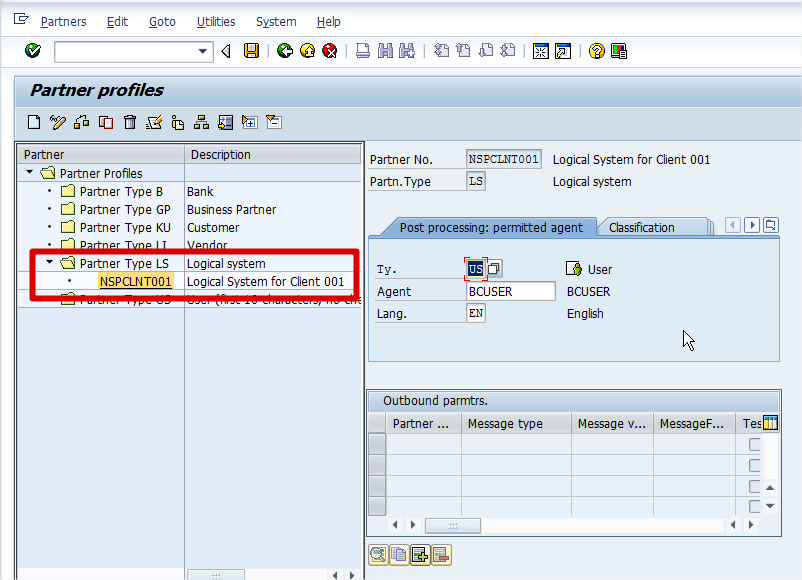 Partners Edit Goto Utilities System Help
Partner profiles
Partner Description
Partner Profiles
Partner Type B Bank
Partner Type GP Business Partner
Partner Type KU Customer
Partner Type LI Vendor
Partner Type LS Logical system
NSPCLNT001 Logical System for Client 001
Partner Type US User (first 10 characters, no
Partner No. NSPCLNT001 Logical System for Client 001
Partn.Type LS Logical system
Post processing: permitted agent Classification
Ty. US User
Agent BCUSER BCUSER
Lang. EN English
Outbound parmtrs.
Partner ... Message type Message v... MessageF... Tes